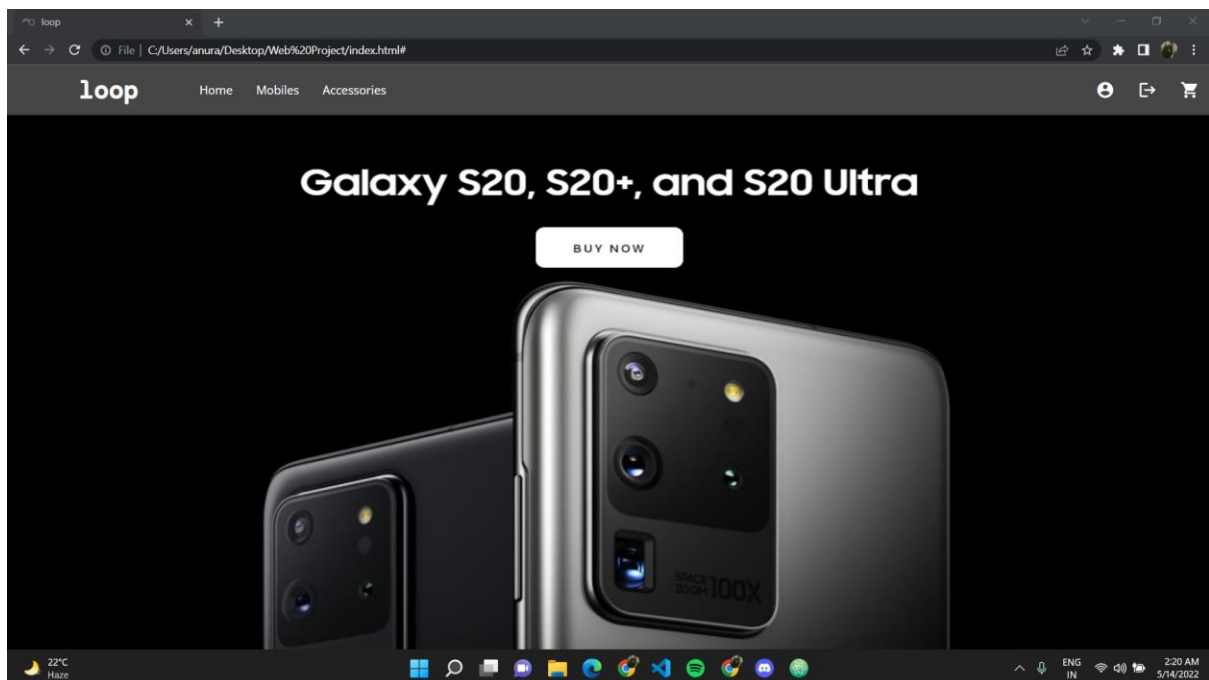 loop
File | C:/Users/anura/Desktop/Web%20Project/index.html#
loop Home Mobiles Accessories
Galaxy S20, S20+, and S20 Ultra
BUY NOW
SPACE
ZOOM 100X
22°C
Haze
ENG
IN
2:20 AM
5/14/2022